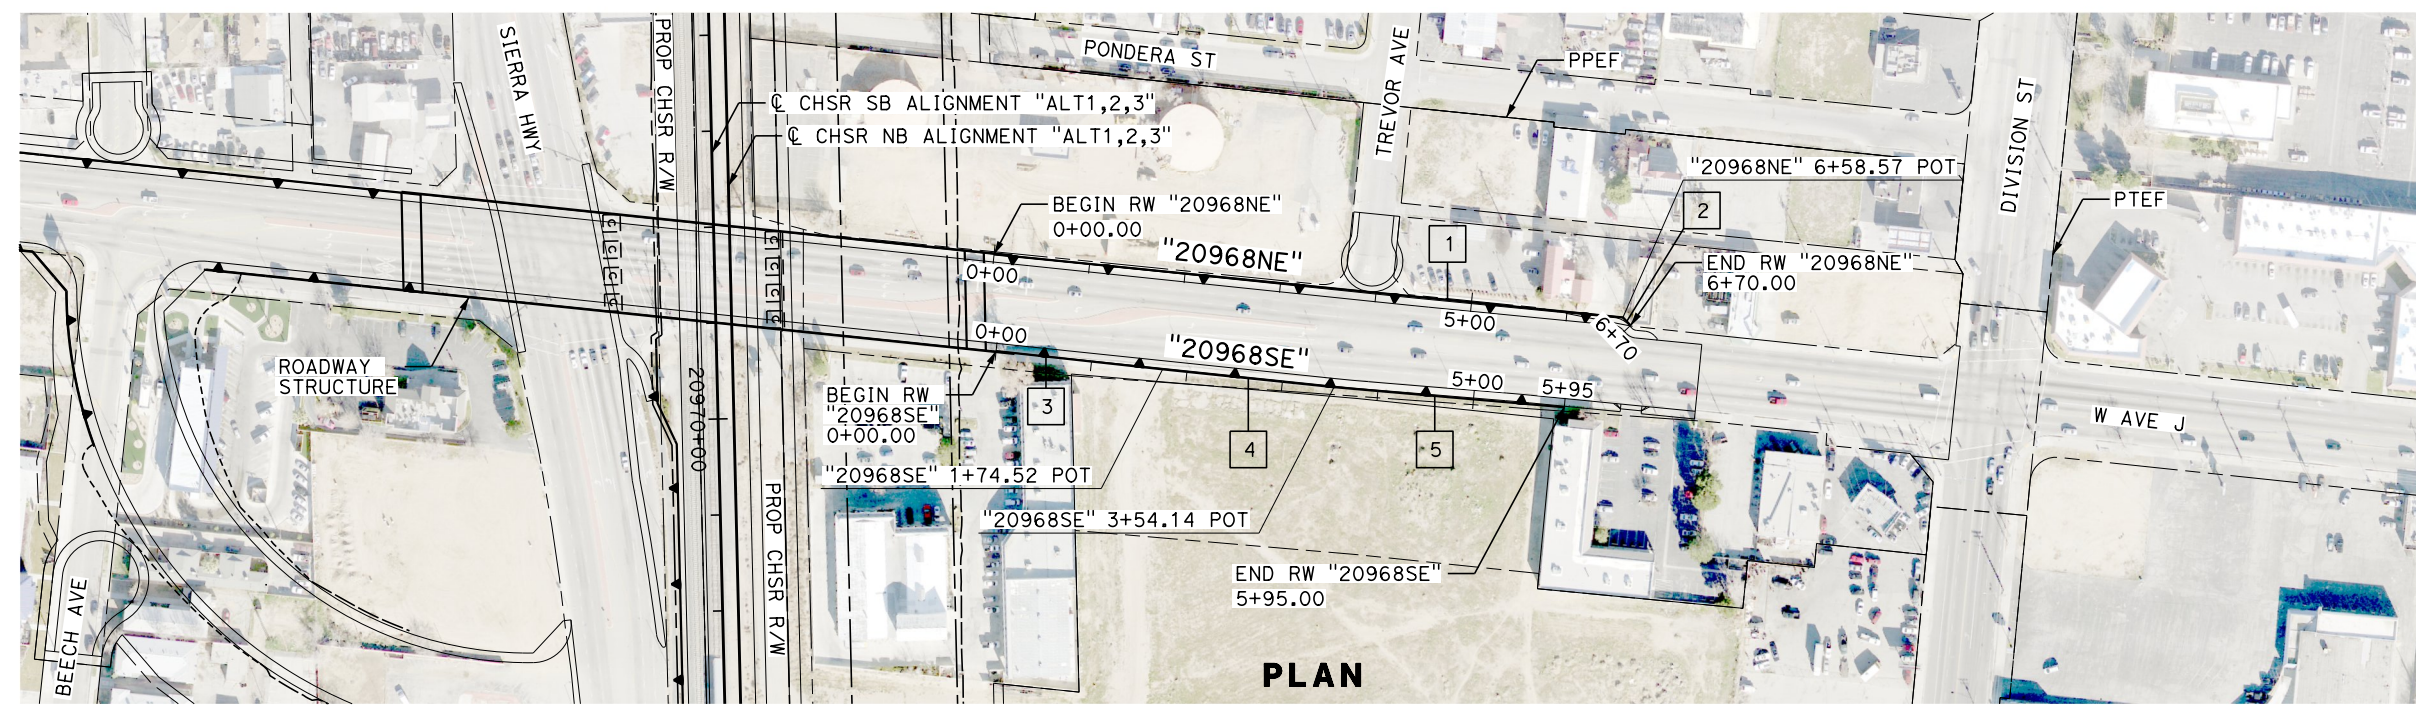 SIERRA HWY
PROP CHSR R/W
PONDERA ST
TREVOR AVE
PPEF
DIVISION ST
℄ CHSR SB ALIGNMENT "ALT1,2,3"
℄ CHSR NB ALIGNMENT "ALT1,2,3"
"20968NE" 6+58.57 POT
PTEF
BEGIN RW "20968NE"
0+00.00
2
1
"20968NE"
END RW "20968NE"
6+70.00
0+00
5+00
6+70
C
C
C
C
C
C
C
C
0+00
"20968SE"
ROADWAY
STRUCTURE
20970+00
BEGIN RW
"20968SE"
0+00.00
3
5+00
5+95
W AVE J
4
5
"20968SE" 1+74.52 POT
"20968SE" 3+54.14 POT
PROP CHSR R/W
END RW "20968SE"
5+95.00
BEECH AVE
PLAN